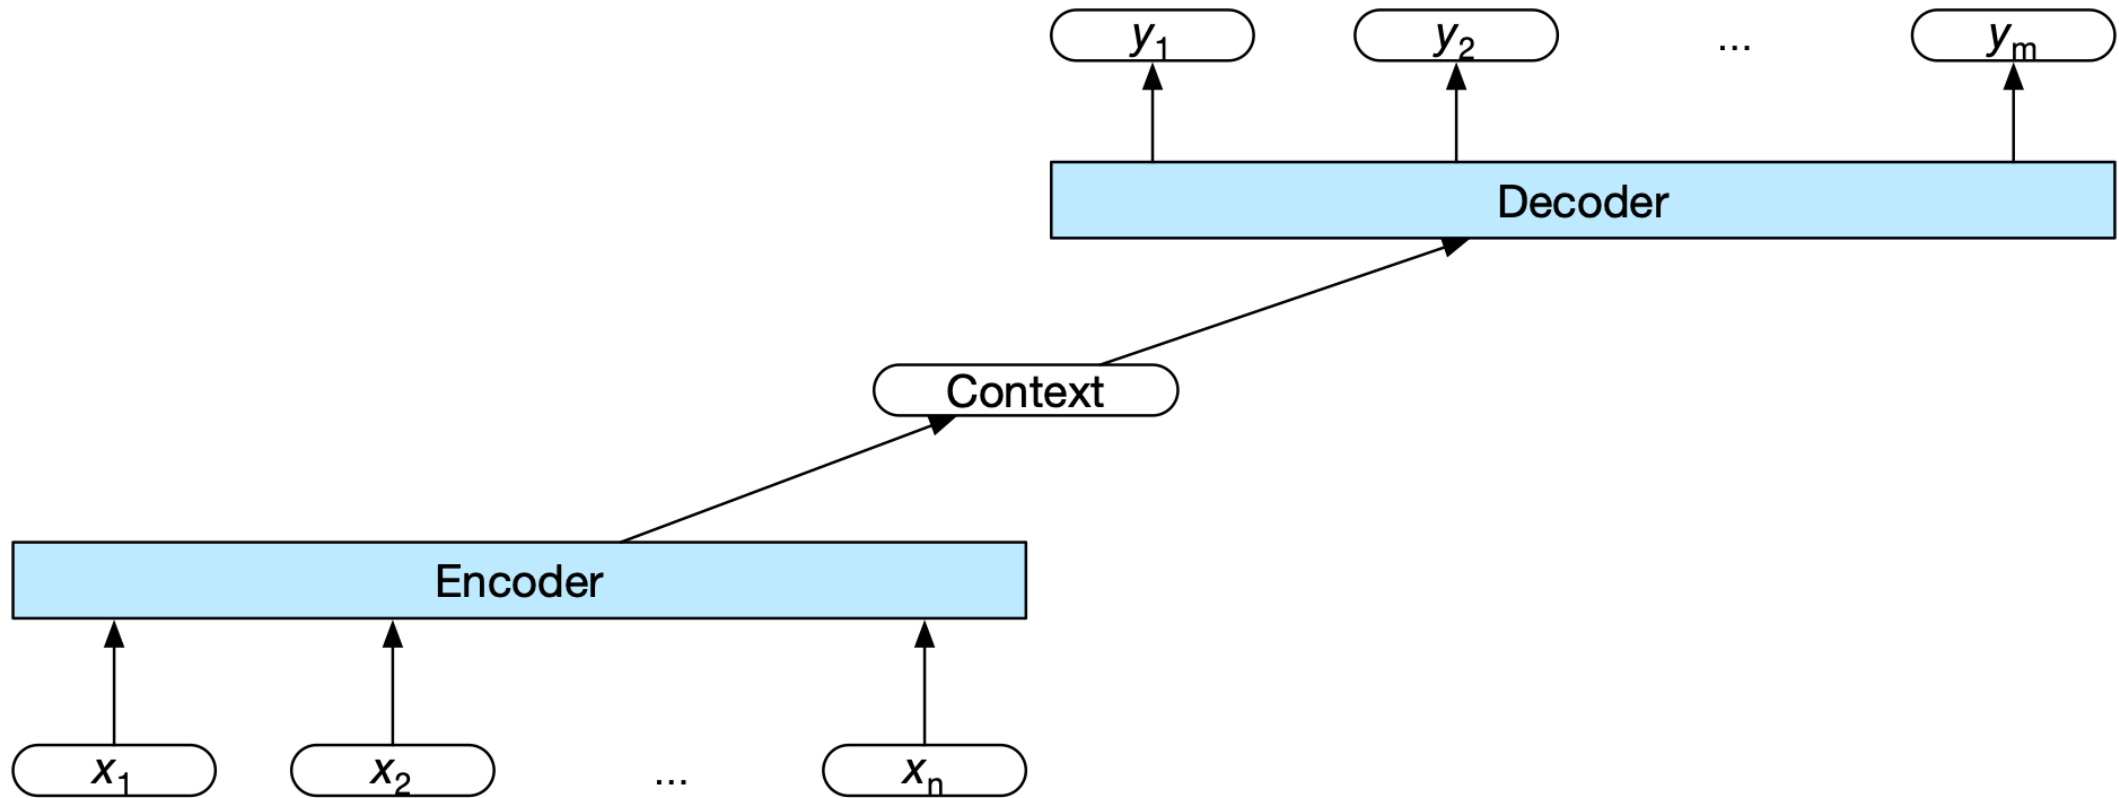 y1 y2 ... ym
Decoder
Context
Encoder
x1 x2 ... xn